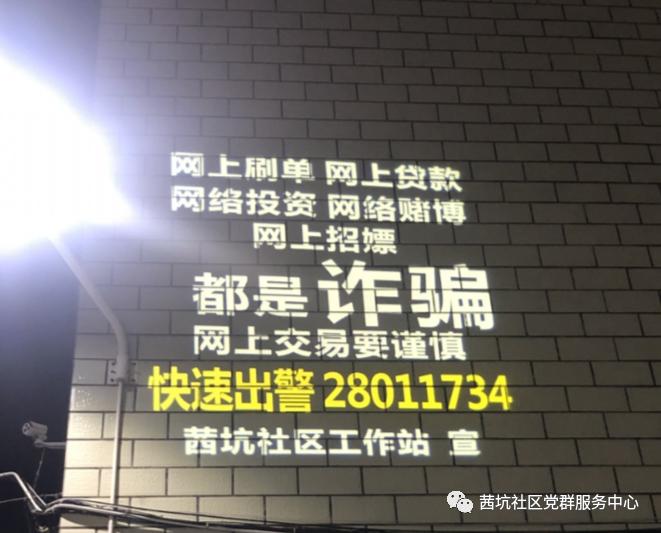 网上刷单 网上贷款
网络投资 网络赌博
网上招嫖
都是诈骗
网上交易要谨慎
快速出警 28011734
茜坑社区工作站 宣
茜坑社区党群服务中心